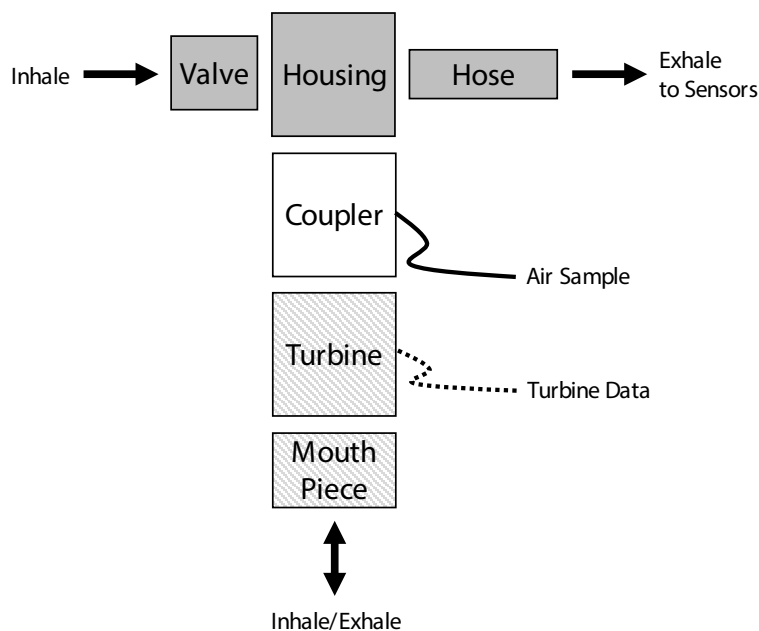 Inhale
Valve
Housing
Hose
Exhale
to Sensors
Coupler
Air Sample
Turbine
Turbine Data
Mouth
Piece
Inhale/Exhale